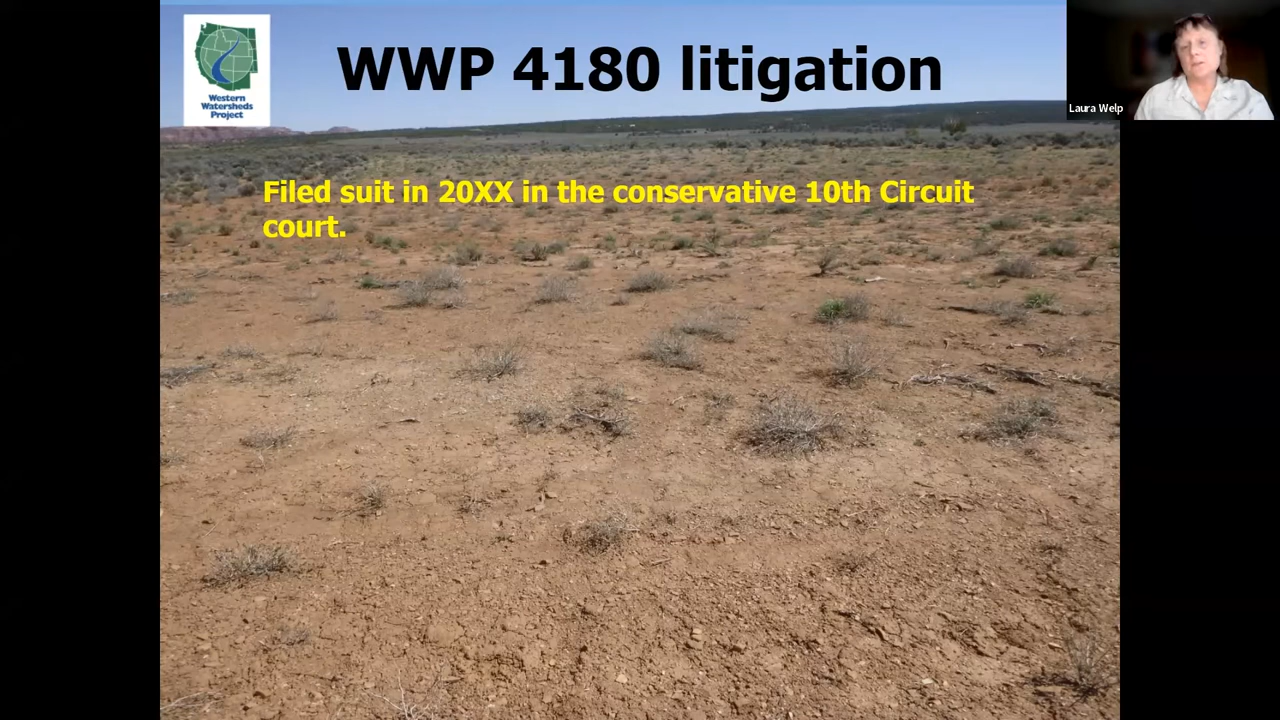 WWP 4180 litigation
Western
Watersheds
Project
Laura Welp
Filed suit in 20XX in the conservative 10th Circuit
court.